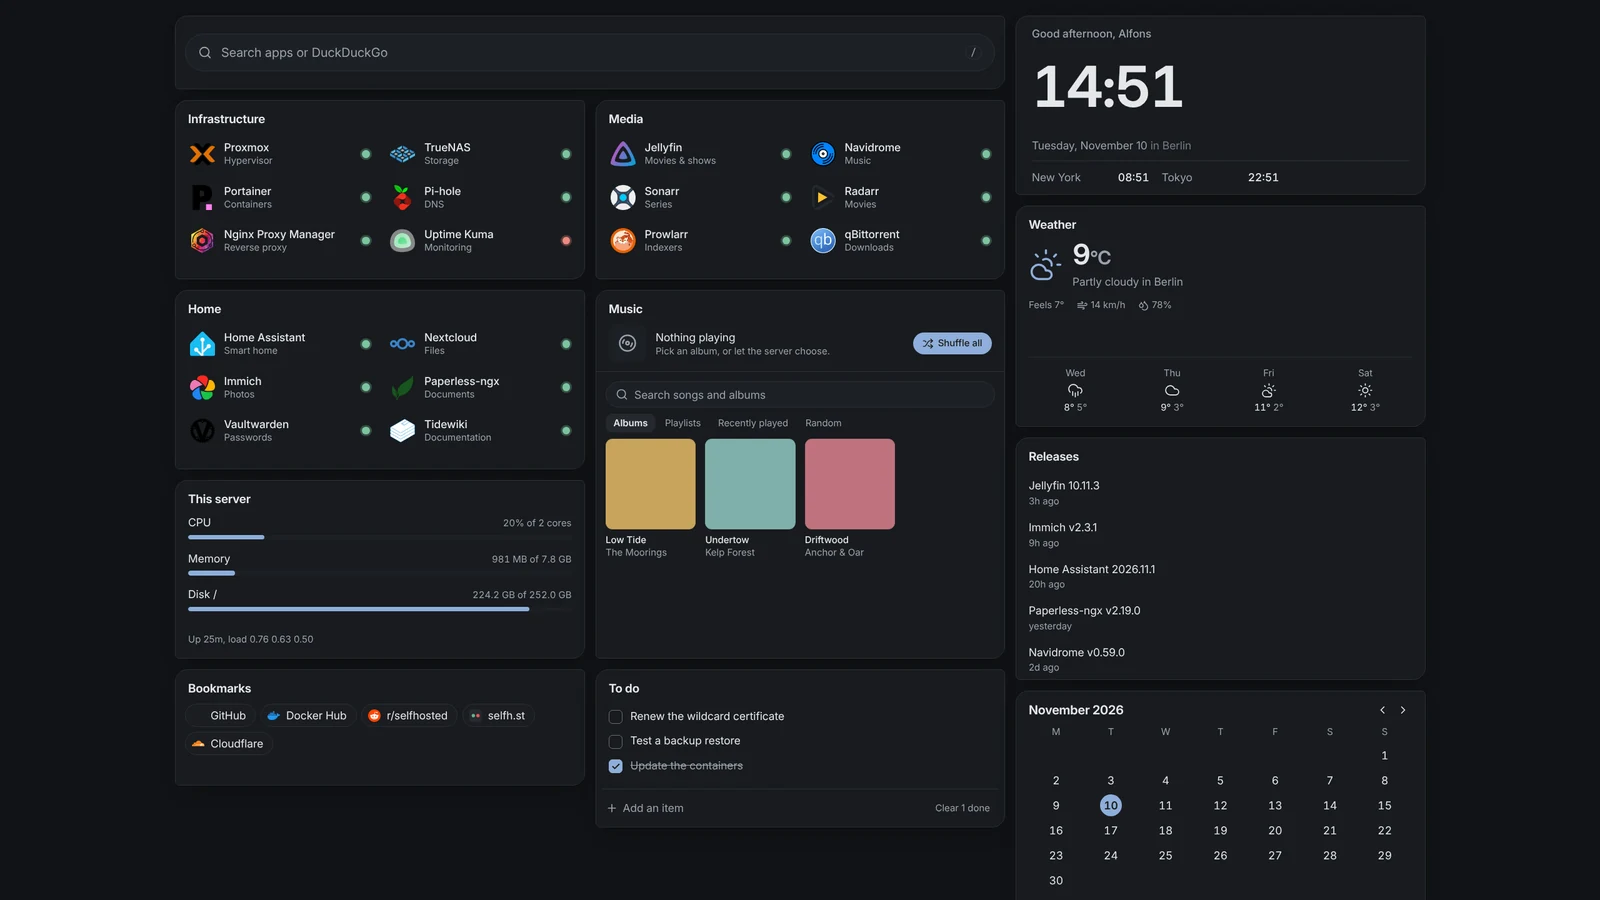 Search apps or DuckDuckGo
/
Infrastructure
Proxmox
Hypervisor
TrueNAS
Storage
Portainer
Containers
Pi-hole
DNS
Nginx Proxy Manager
Reverse proxy
Uptime Kuma
Monitoring
Media
Jellyfin
Movies & shows
Navidrome
Music
Sonarr
Series
Radarr
Movies
Prowlarr
Indexers
qb
qBittorrent
Downloads
Home
Home Assistant
Smart home
Nextcloud
Files
Immich
Photos
Paperless-ngx
Documents
Vaultwarden
Passwords
Tidewiki
Documentation
Music
Nothing playing
Pick an album, or let the server choose.
Shuffle all
Search songs and albums
Albums Playlists Recently played Random
Low Tide
The Moorings
Undertow
Kelp Forest
Driftwood
Anchor & Oar
This server
CPU 20% of 2 cores
Memory 981 MB of 7.8 GB
Disk / 224.2 GB of 252.0 GB
Up 25m, load 0.76 0.63 0.50
Bookmarks
GitHub Docker Hub r/selfhosted selfh.st
Cloudflare
To do
Renew the wildcard certificate
Test a backup restore
Update the containers
Add an item Clear 1 done
Good afternoon, Alfons
14:51
Tuesday, November 10 in Berlin
New York 08:51 Tokyo 22:51
Weather
9°C
Partly cloudy in Berlin
Feels 7° 14 km/h 78%
Wed Thu Fri Sat
8° 5° 9° 3° 11° 2° 12° 3°
Releases
Jellyfin 10.11.3
3h ago
Immich v2.3.1
9h ago
Home Assistant 2026.11.1
20h ago
Paperless-ngx v2.19.0
yesterday
Navidrome v0.59.0
2d ago
November 2026
M T W T F S S
1
2 3 4 5 6 7 8
9 10 11 12 13 14 15
16 17 18 19 20 21 22
23 24 25 26 27 28 29
30